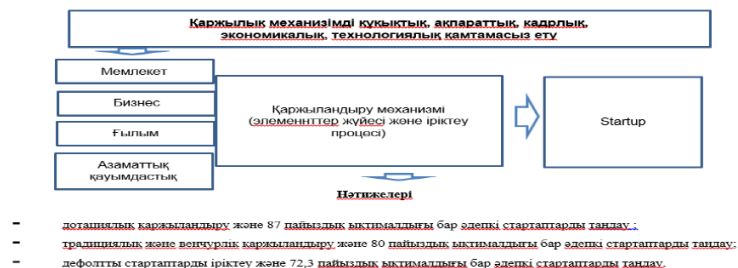 Қаржылық механизімді құқықтық, ақпараттық, кадрлық,
экономикалық, технологиялық қамтамасыз ету
Мемлекет
Бизнес
Ғылым
Азаматтық
қауымдастық
Қаржыландыру механизмі
(элеменнттер жүйесі және іріктеу
процесі)
Startup
Нәтижелері
- дотациялық қаржыландыру және 87 пайыздық ықтималдығы бар әдепкі стартаптарды таңдау ;
- традициялық және венчурлік қаржыландыру және 80 пайыздық ықтималдығы бар әдепкі стартаптарды таңдау;
- дефолтты стартаптарды іріктеу және 72,3 пайыздық ықтималдығы бар әдепкі стартаптарды таңдау.